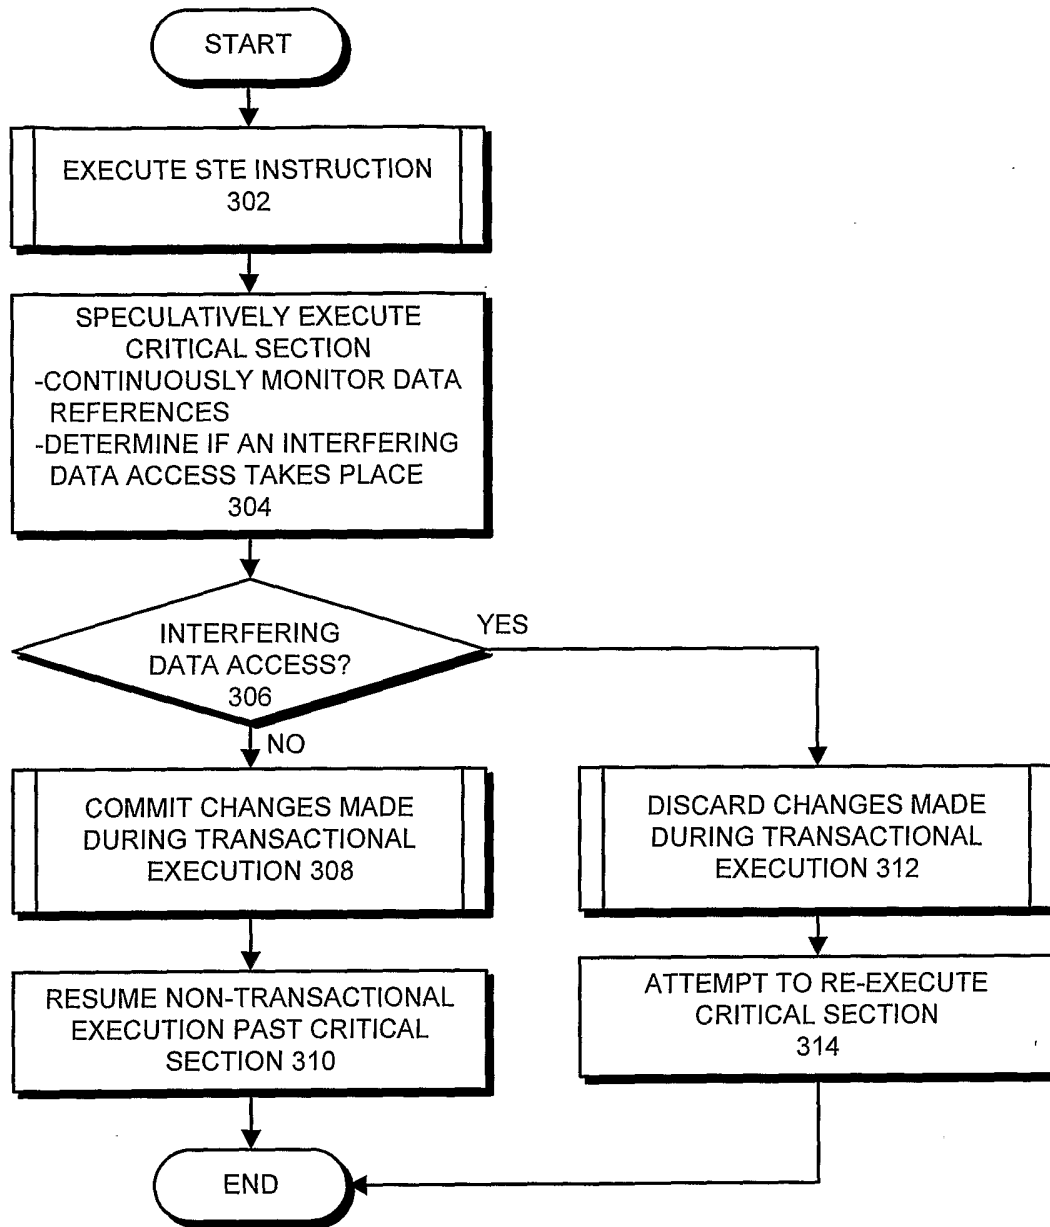 START
EXECUTE STE INSTRUCTION
302
SPECULATIVELY EXECUTE
CRITICAL SECTION
-CONTINUOUSLY MONITOR DATA
REFERENCES
-DETERMINE IF AN INTERFERING
DATA ACCESS TAKES PLACE
304
INTERFERING
DATA ACCESS?
306
YES
NO
COMMIT CHANGES MADE
DURING TRANSACTIONAL
EXECUTION 308
DISCARD CHANGES MADE
DURING TRANSACTIONAL
EXECUTION 312
RESUME NON-TRANSACTIONAL
EXECUTION PAST CRITICAL
SECTION 310
ATTEMPT TO RE-EXECUTE
CRITICAL SECTION
314
END